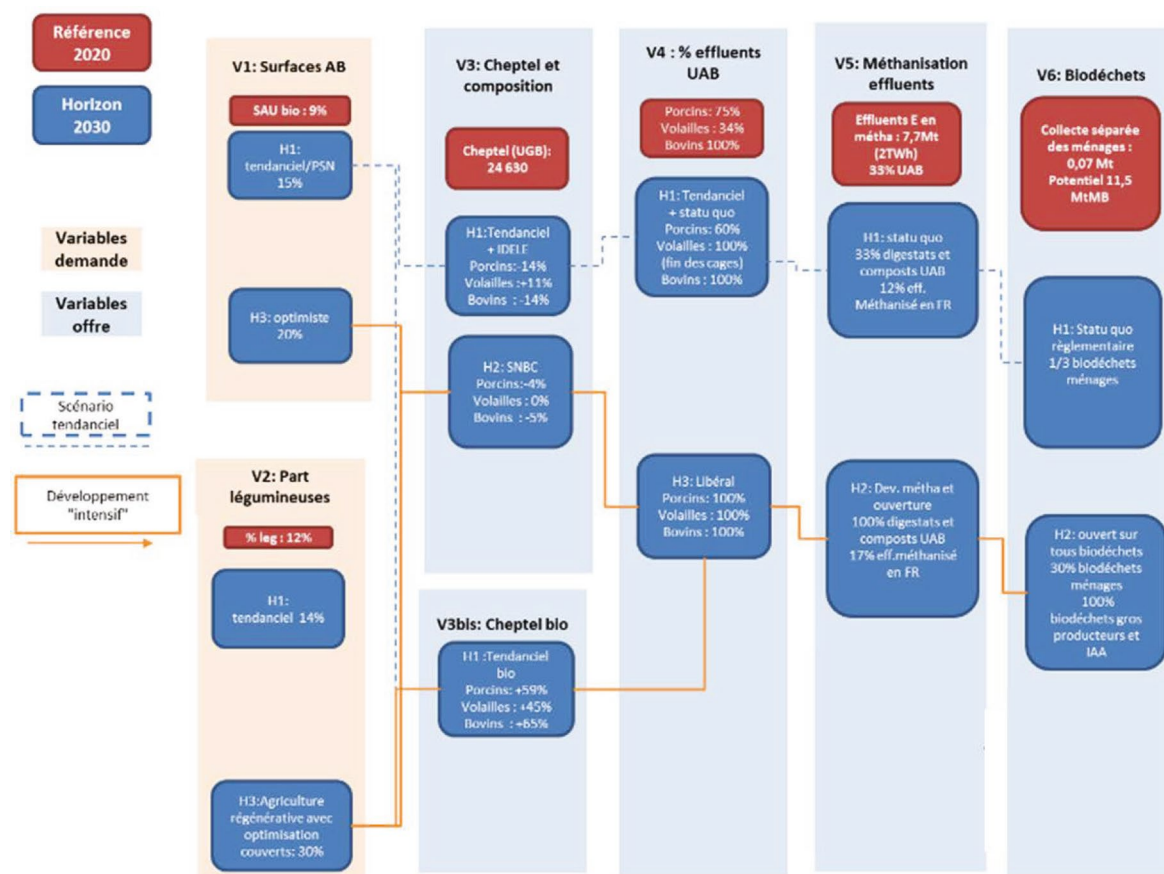 Référence
2020
Horizon
2030
Variables
demande
Variables
offre
Scénario
tendanciel
Développement
"intensif"
V1: Surfaces AB
SAU bio : 9%
H1:
tendanciel/PSN
15%
H3: optimiste
20%
V2: Part
légumineuses
% leg : 12%
H1:
tendanciel 14%
H3:Agriculture
régénérative avec
optimisation
couverts: 30%
V3: Cheptel et
composition
Cheptel (UGB):
24 630
H1:Tendanciel
+ IDELE
Porcins:-14%
Volailles :+11%
Bovins : -14%
H2: SNBC
Porcins:-4%
Volailles : 0%
Bovins : -5%
V3bis: Cheptel bio
H1 :Tendanciel
bio
Porcins: +59%
Volailles : +45%
Bovins : +65%
V4 : % effluents
UAB
Porcins: 75%
Volailles : 34%
Bovins 100%
H1: Tendanciel
+ statu quo
Porcins: 60%
Volailles : 100%
(fin des cages)
Bovins : 100%
H3: Libéral
Porcins: 100%
Volailles : 100%
Bovins : 100%
V5: Méthanisation
effluents
Effluents E en
métha : 7,7Mt
(2TWh)
33% UAB
H1: statu quo
33% digestats et
composts UAB
12% eff.
Méthanisé en FR
H2: Dev. métha et
ouverture
100% digestats et
composts UAB
17% eff.méthanisé
en FR
V6: Biodéchets
Collecte séparée
des ménages :
0,07 Mt
Potentiel 11,5
MtMB
H1: Statu quo
règlementaire
1/3 biodéchets
ménages
H2: ouvert sur
tous biodéchets
30% biodéchets
ménages
100%
biodéchets gros
producteurs et
IAA